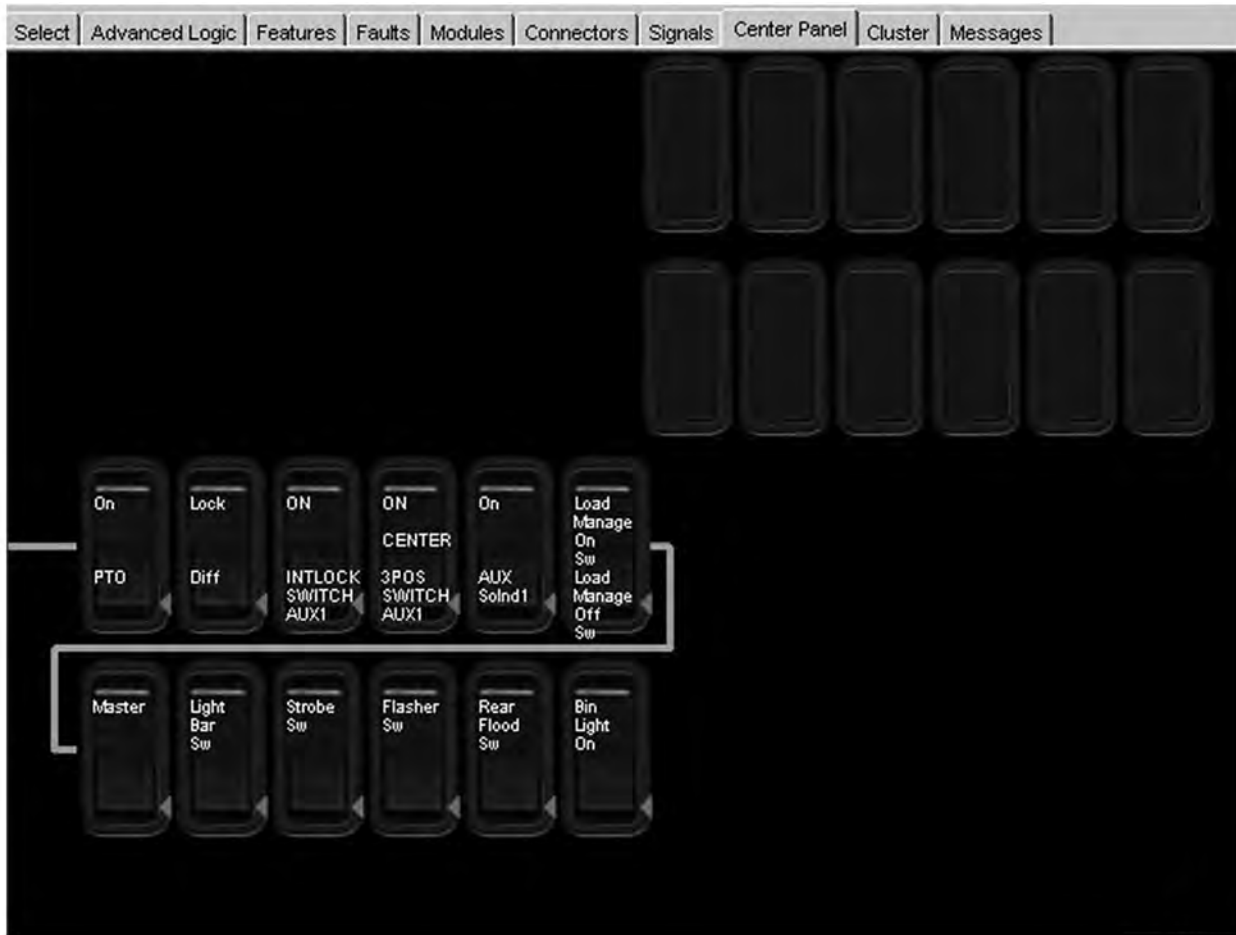 Select Advanced Logic Features Faults Modules Connectors Signals Center Panel Cluster Messages
On
PTO
Lock
Diff
ON
INTLOCK
SWITCH
AUX1
ON
CENTER
3POS
SWITCH
AUX1
On
AUX
Solnd1
Load
Manage
On
Sw
Load
Manage
Off
Sw
Master
Light
Bar
Sw
Strobe
Sw
Flasher
Sw
Rear
Flood
Sw
Bin
Light
On